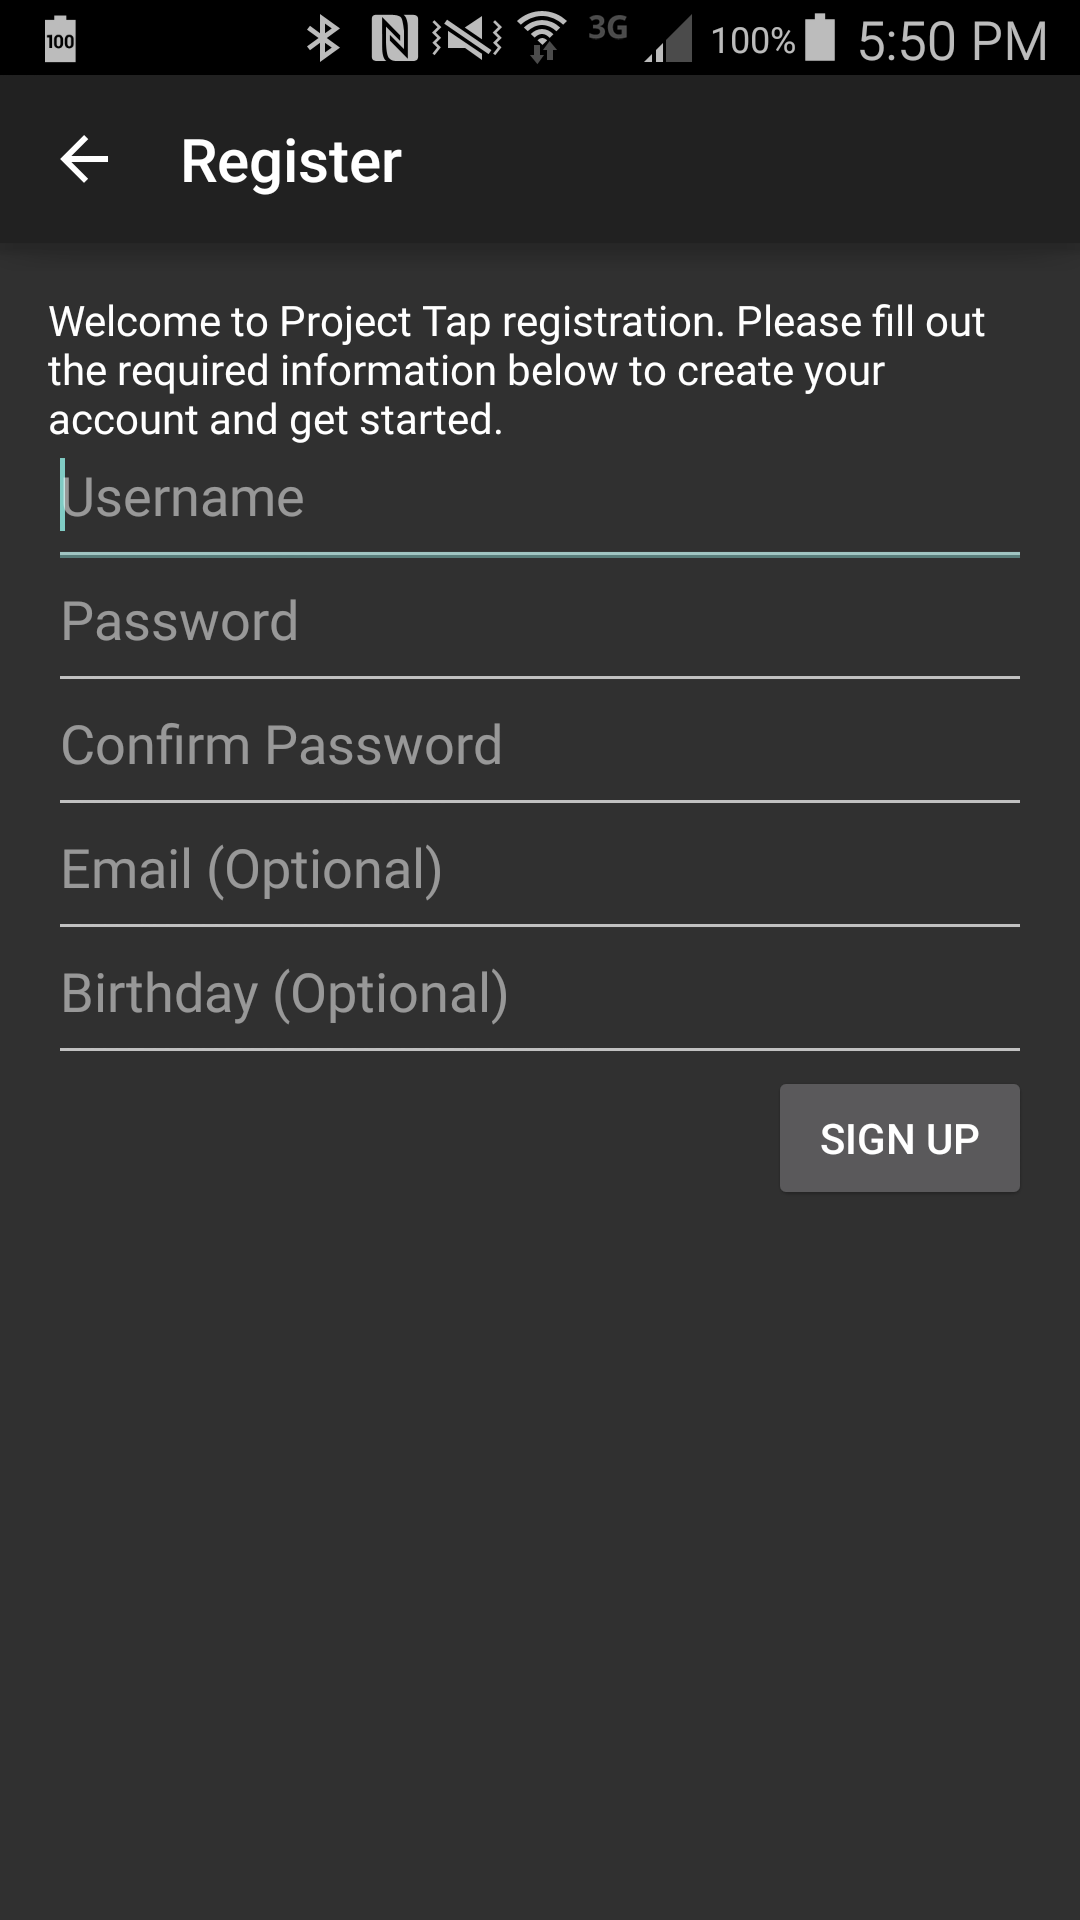 100 3G 100% 5:50 PM
Register
Welcome to Project Tap registration. Please fill out
the required information below to create your
account and get started.
Username
Password
Confirm Password
Email (Optional)
Birthday (Optional)
SIGN UP